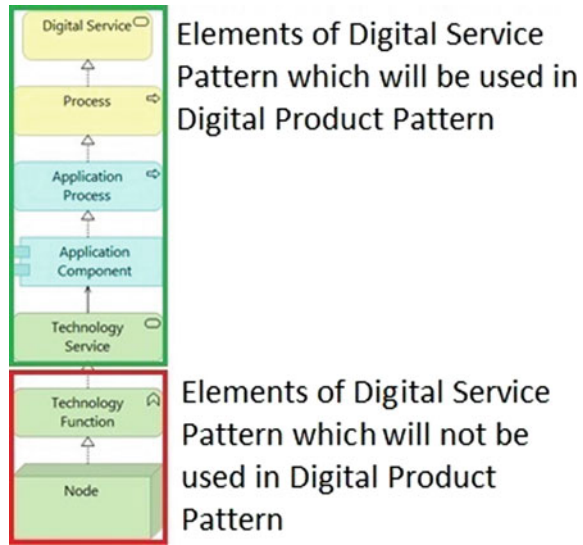 Digital Service
Elements of Digital Service
Pattern which will be used in
Digital Product Pattern
Process
Application
Process
Application
Component
Technology
Service
Technology
Function
Node
Elements of Digital Service
Pattern which will not be
used in Digital Product
Pattern